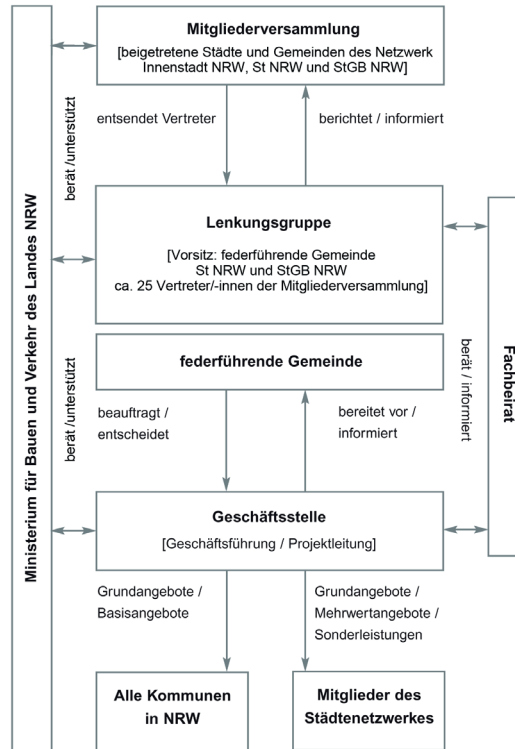 Mitgliederversammlung
[beigetretene Städte und Gemeinden des Netzwerk
Innenstadt NRW, St NRW und StGB NRW]
berät /unterstützt
entsendet Vertreter
berichtet / informiert
Ministerium für Bauen und Verkehr des Landes NRW
Lenkungsgruppe
[Vorsitz: federführende Gemeinde
St NRW und StGB NRW
ca. 25 Vertreter/-innen der Mitgliederversammlung]
Fachbeirat
federführende Gemeinde
berät /unterstützt
beauftragt /
entscheidet
bereitet vor /
informiert
berät / informiert
Geschäftsstelle
[Geschäftsführung / Projektleitung]
Grundangebote /
Basisangebote
Grundangebote /
Mehrwertangebote /
Sonderleistungen
Alle Kommunen
in NRW
Mitglieder des
Städtenetzwerkes